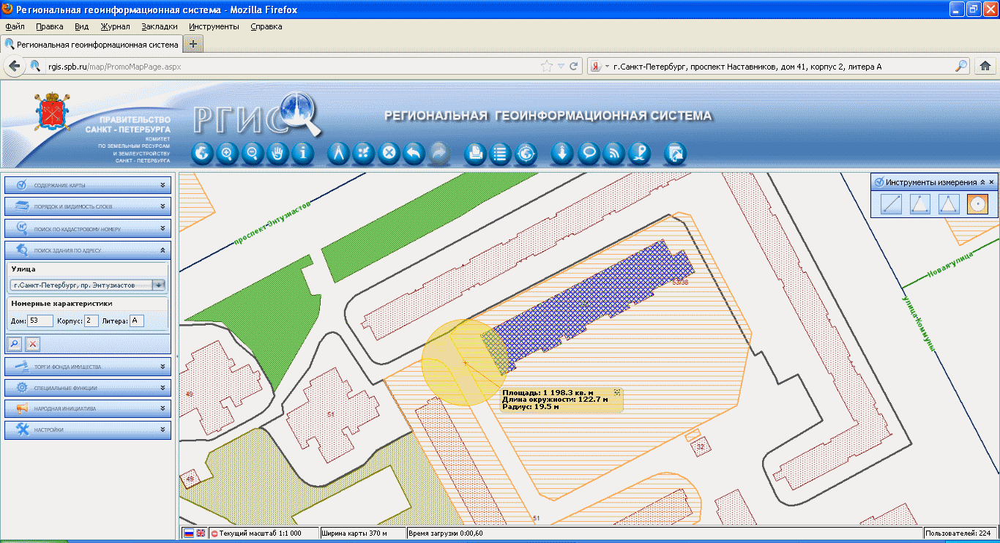 Региональная геоинформационная система - Mozilla Firefox
Файл Правка Вид Журнал Закладки Инструменты Справка
Региональная геоинформационная система
rgis.spb.ru/map/PromoMapPage.aspx
г.Санкт-Петербург, проспект Наставников, дом 41, корпус 2, литера А
ПРАВИТЕЛЬСТВО
САНКТ - ПЕТЕРБУРГА
КОМИТЕТ
ПО ЗЕМЕЛЬНЫМ РЕСУРСАМ
И ЗЕМЛЕУСТРОЙСТВУ
САНКТ - ПЕТЕРБУРГА
РГИС
РЕГИОНАЛЬНАЯ ГЕОИНФОРМАЦИОННАЯ СИСТЕМА
СОДЕРЖАНИЕ КАРТЫ
ПОРЯДОК И ВИДИМОСТЬ СЛОЕВ
ПОИСК ПО КАДАСТРОВОМУ НОМЕРУ
ПОИСК ЗДАНИЯ ПО АДРЕСУ
Улица
г.Санкт-Петербург, пр. Энтузиастов
Номерные характеристики
Дом: 53 Корпус: 2 Литера: А
ТОРГИ ФОНДА ИМУЩЕСТВА
СПЕЦИАЛЬНЫЕ ФУНКЦИИ
НАРОДНАЯ ИНИЦИАТИВА
НАСТРОЙКИ
Инструменты измерения
проспект Энтузиастов
Новая улица
улица Коммуны
53/38
Площадь: 1 198.3 кв. м
Длина окружности: 122.7 м
Радиус: 19.5 м
49
51
32
49
51
Текущий масштаб 1:1 000
Ширина карты 370 м
Время загрузки 0:00,60
Пользователей: 224